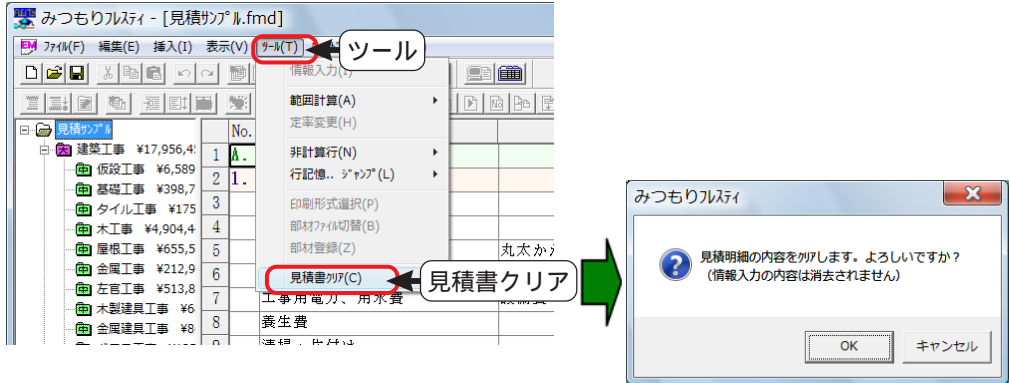 みつもりフレスティ - [見積サンプル.fmd]
ファイル(F) 編集(E) 挿入(I) 表示(V) ツール(T)
ツール
情報入力(I)
範囲計算(A)
定率変更(H)
非計算行(N)
行記憶.. ジャンプ(L)
印刷形式選択(P)
部材ファイル切替(B)
部材登録(Z)
見積書クリア(C)
見積書クリア
見積サンプル
建築工事 ¥17,956,4
仮設工事 ¥6,589
基礎工事 ¥398,7
タイル工事 ¥175
木工事 ¥4,904,4
屋根工事 ¥655,5
金属工事 ¥212,9
左官工事 ¥513,8
木製建具工事 ¥6
金属建具工事 ¥8
No.
1 A.
2 1.
3
4
5 丸太か
6
7 工事用電力、用水費
8 養生費
みつもりフレスティ
見積明細の内容をクリアします。よろしいですか？
（情報入力の内容は消去されません）
OK キャンセル